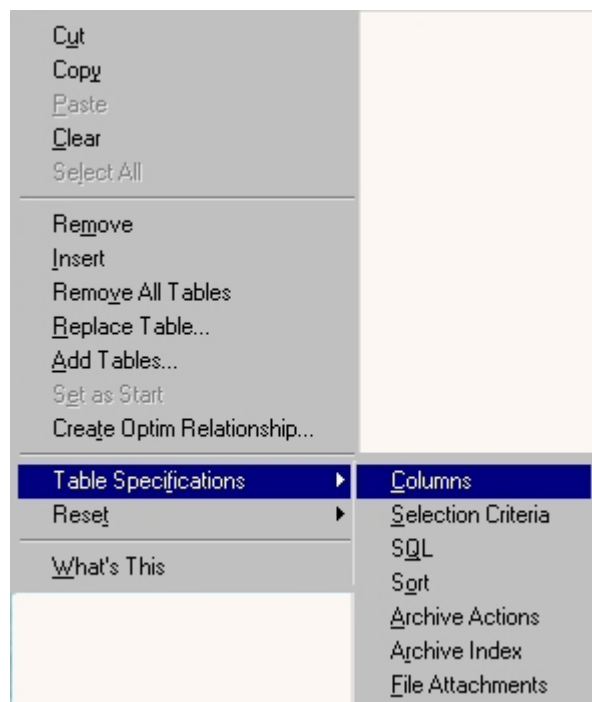 Cut
Copy
Paste
Clear
Select All
Remove
Insert
Remove All Tables
Replace Table...
Add Tables...
Set as Start
Create Optim Relationship...
Table Specifications
Reset
What's This
Columns
Selection Criteria
SQL
Sort
Archive Actions
Archive Index
File Attachments